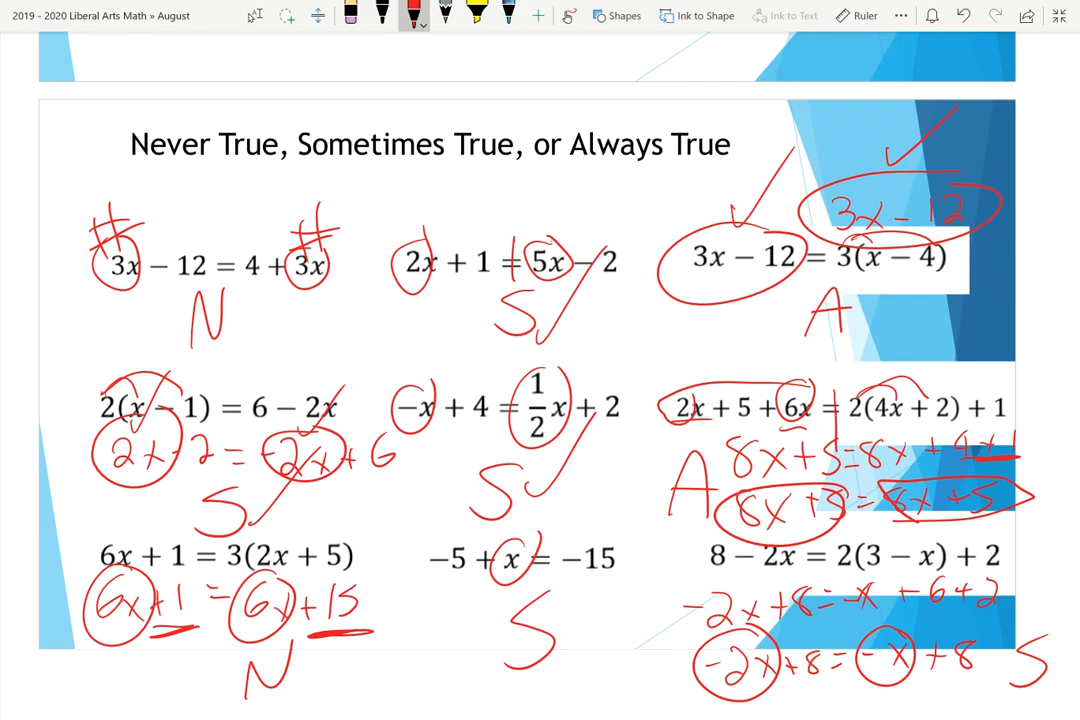 2019 - 2020 Liberal Arts Math » August
Shapes
Ink to Shape
Ink to Text
Ruler
Never True, Sometimes True, or Always True
# #
3x - 12
3x − 12 = 4 + 3x
2x + 1 = 5x − 2
3x − 12 = 3(x − 4)
N
S
A
2(x − 1) = 6 − 2x
−x + 4 = 1/2 x + 2
2x + 5 + 6x = 2(4x + 2) + 1
2x - 2 = -2x + 6
8x + 5 = 8x + 4 + 1
S
S
A
8x + 5 = 8x + 5
6x + 1 = 3(2x + 5)
−5 + x = −15
8 − 2x = 2(3 − x) + 2
6x + 1 = 6x + 15
-2x + 8 = -x + 6 + 2
N
S
-2x + 8 = -x + 8
S